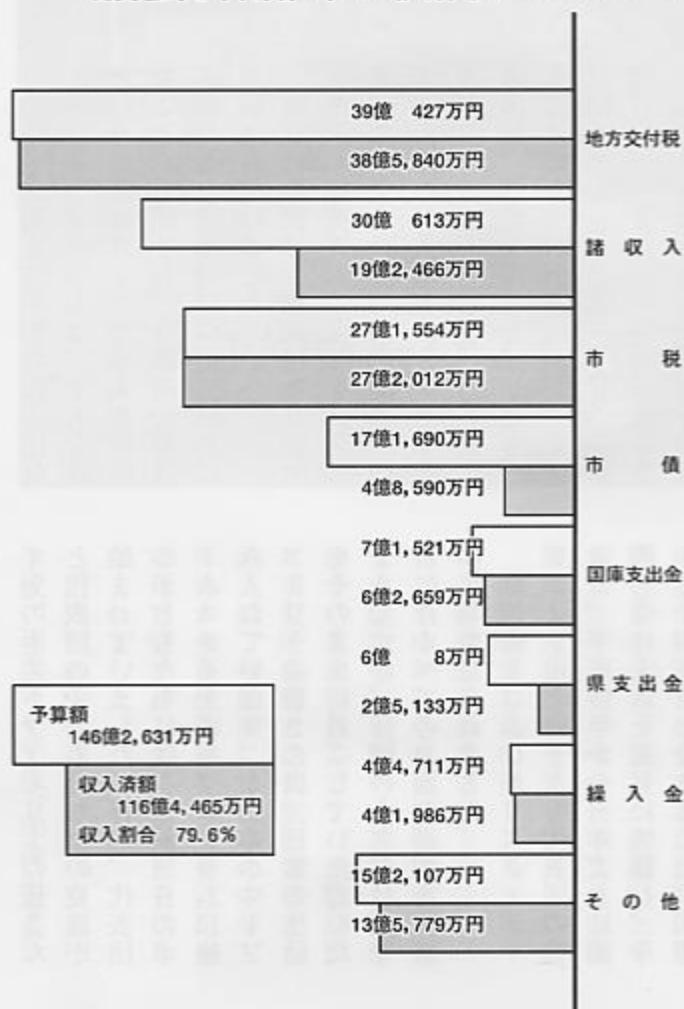 39億 427万円
38億5,840万円
地方交付税
30億 613万円
19億2,466万円
諸収入
27億1,554万円
27億2,012万円
市税
17億1,690万円
4億8,590万円
市債
7億1,521万円
6億2,659万円
国庫支出金
6億 8万円
2億5,133万円
県支出金
4億4,711万円
4億1,986万円
繰入金
15億2,107万円
13億5,779万円
その他
予算額
146億2,631万円
収入済額
116億4,465万円
収入割合 79.6%